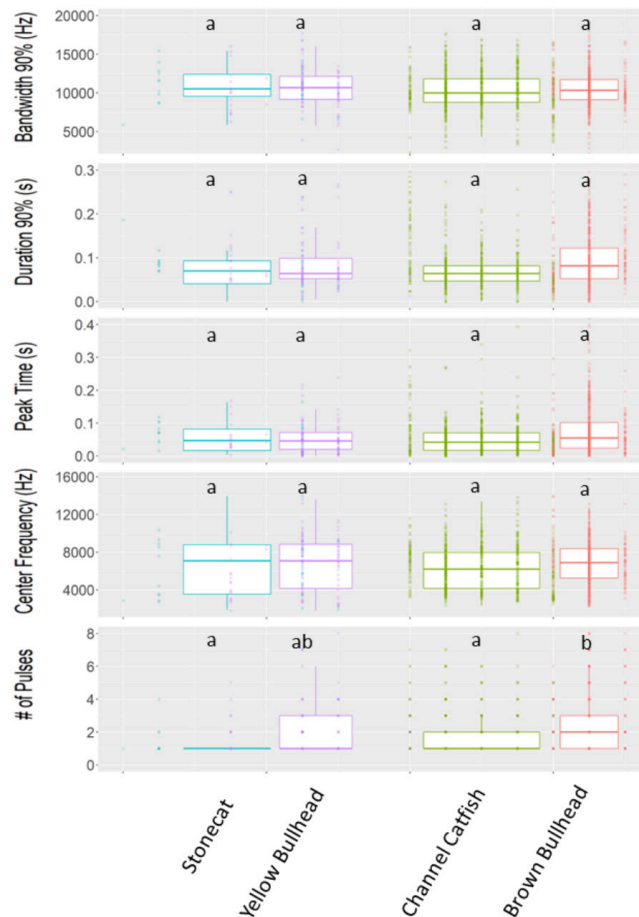 Bandwidth 90% (Hz)
20000
15000
10000
5000
a a a a
Duration 90% (s)
0.3
0.2
0.1
0.0
a a a a
Peak Time (s)
0.4
0.3
0.2
0.1
0.0
a a a a
Center Frequency (Hz)
16000
12000
8000
4000
a a a a
# of Pulses
8
6
4
2
0
a ab a b
Stonecat
Yellow Bullhead
Channel Catfish
Brown Bullhead